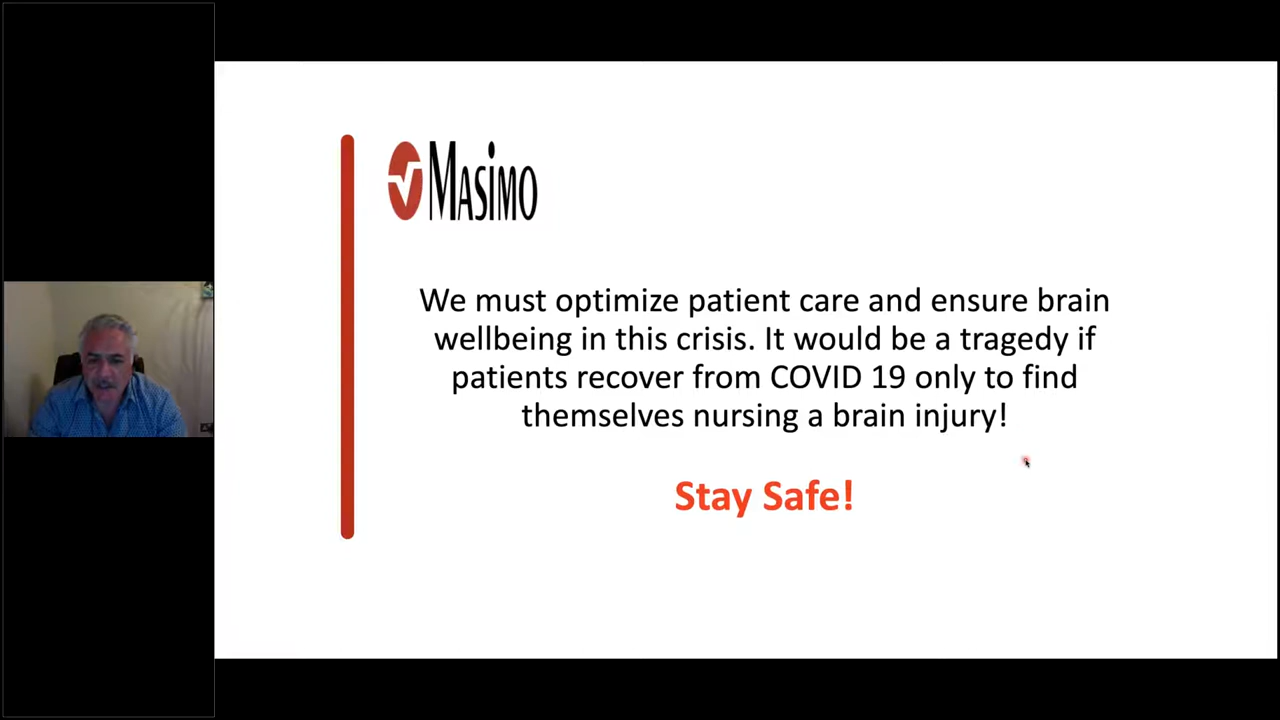 Masimo
We must optimize patient care and ensure brain
wellbeing in this crisis. It would be a tragedy if
patients recover from COVID 19 only to find
themselves nursing a brain injury!
Stay Safe!